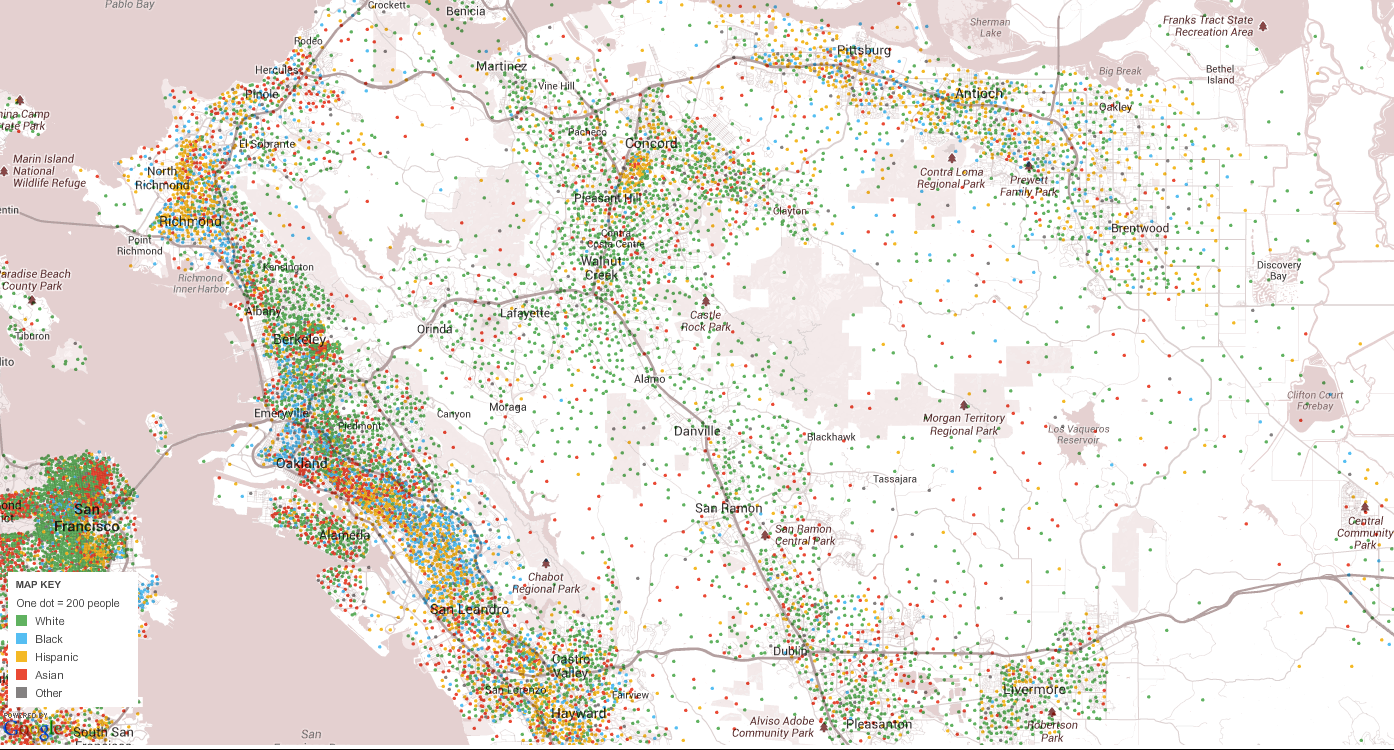 Pablo Bay
Crockett
Benicia
Sherman
Lake
Franks Tract State
Recreation Area
Rodeo
Hercules
Martinez
Pittsburg
Pinole
Vine Hill
Antioch
Big Break
Bethel
Island
Oakley
tate Park
El Sobrante
Pacheco
Concord
Marin Island
National
Wildlife Refuge
North
Richmond
Richmond
Point
Richmond
Contra Loma
Regional Park
Prewett
Family Park
Pleasant Hill
Clayton
Contra
Costa Centre
Walnut
Creek
Brentwood
Discovery
Bay
aradise Beach
County Park
Richmond
Inner Harbor
Kensington
Albany
Tiburon
Berkeley
Orinda
Lafayette
Castle
Rock Park
Alamo
Emeryville
Piedmont
Canyon
Moraga
Danville
Blackhawk
Morgan Territory
Regional Park
Los Vaqueros
Reservoir
Clifton Court
Forebay
Oakland
Tassajara
San
Francisco
San Ramon
San Ramon
Central Park
Central
Community
Park
Alameda
Chabot
Regional Park
San Leandro
Castro
Valley
Dublin
San Lorenzo
Fairview
Hayward
Livermore
Robertson
Park
Alviso Adobe
Community Park
Pleasanton
MAP KEY
One dot = 200 people
White
Black
Hispanic
Asian
Other
POWERED BY
Google
South San
Francisco
San